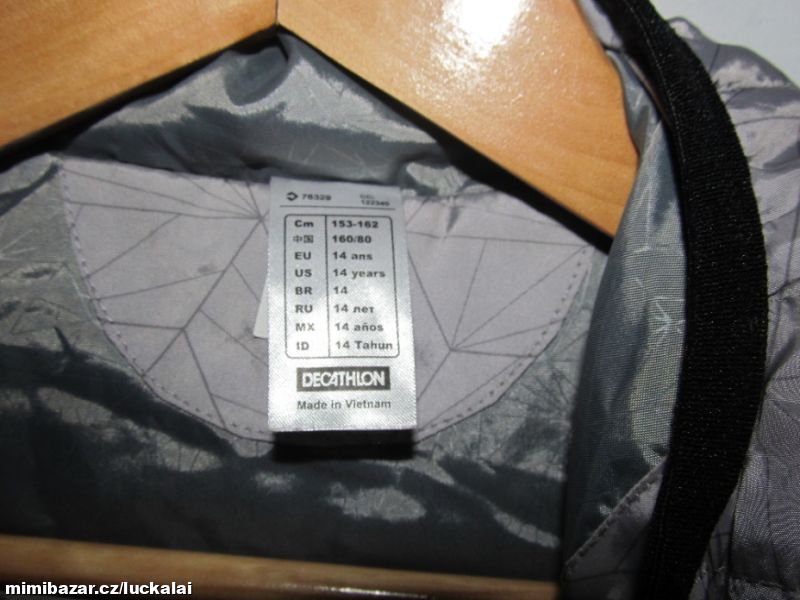 76329
122340
Cm 153-162
中国 160/80
EU 14 ans
US 14 years
BR 14
RU 14 лет
MX 14 años
ID 14 Tahun
DECATHLON
Made in Vietnam
mimibazar.cz/luckalai